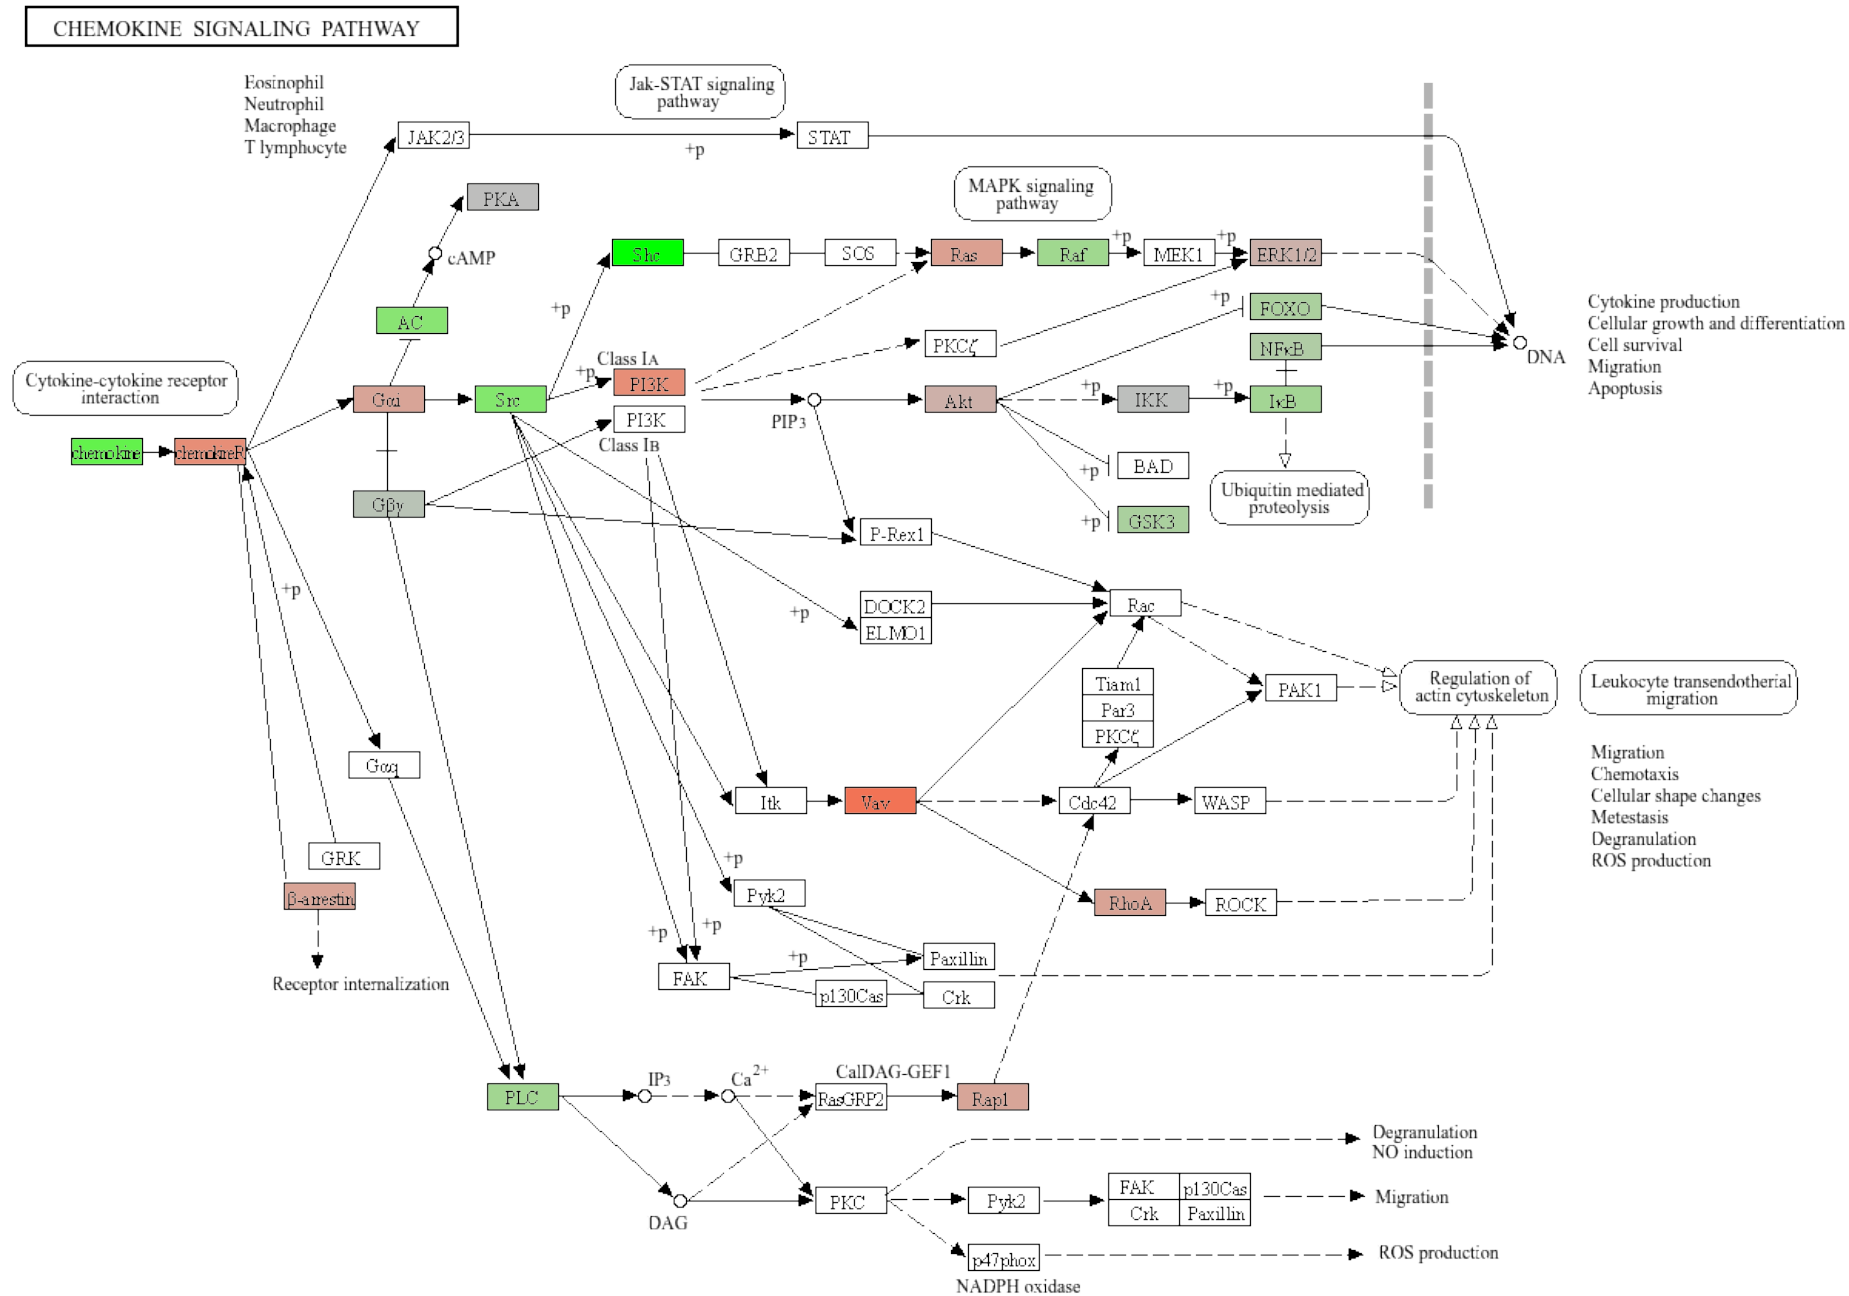 CHEMOKINE SIGNALING PATHWAY
Eosinophil
Neutrophil
Macrophage
T lymphocyte
Jak-STAT signaling
pathway
JAK2/3
+p
STAT
MAPK signaling
pathway
PKA
cAMP
AC
Shc
GRB2
SOS
Ras
Raf
+p
MEK1
+p
ERK1/2
+p
+p
FOXO
PKCζ
NFκB
DNA
Cytokine production
Cellular growth and differentiation
Cell survival
Migration
Apoptosis
Cytokine-cytokine receptor
interaction
Class IA
+p
PI3K
Gαi
Src
PI3K
Class IB
PIP3
Akt
+p
IKK
+p
IκB
chemokine
chemokineR
+p
BAD
Ubiquitin mediated
proteolysis
Gβγ
+p
GSK3
P-Rex1
+p
+p
DOCK2
ELMO1
Rac
Tiam1
Par3
PKCζ
PAK1
Regulation of
actin cytoskeleton
Leukocyte transendotherial
migration
Migration
Chemotaxis
Cellular shape changes
Metestasis
Degranulation
ROS production
Gαq
Itk
Vav
Cdc42
WASP
GRK
β-arrestin
+p
Pyk2
RhoA
ROCK
+p
+p
+p
FAK
Paxillin
p130Cas
Crk
Receptor internalization
PLC
IP3
Ca2+
CalDAG-GEF1
RasGRP2
Rap1
DAG
PKC
Degranulation
NO induction
Pyk2
FAK
p130Cas
Crk
Paxillin
Migration
p47phox
NADPH oxidase
ROS production